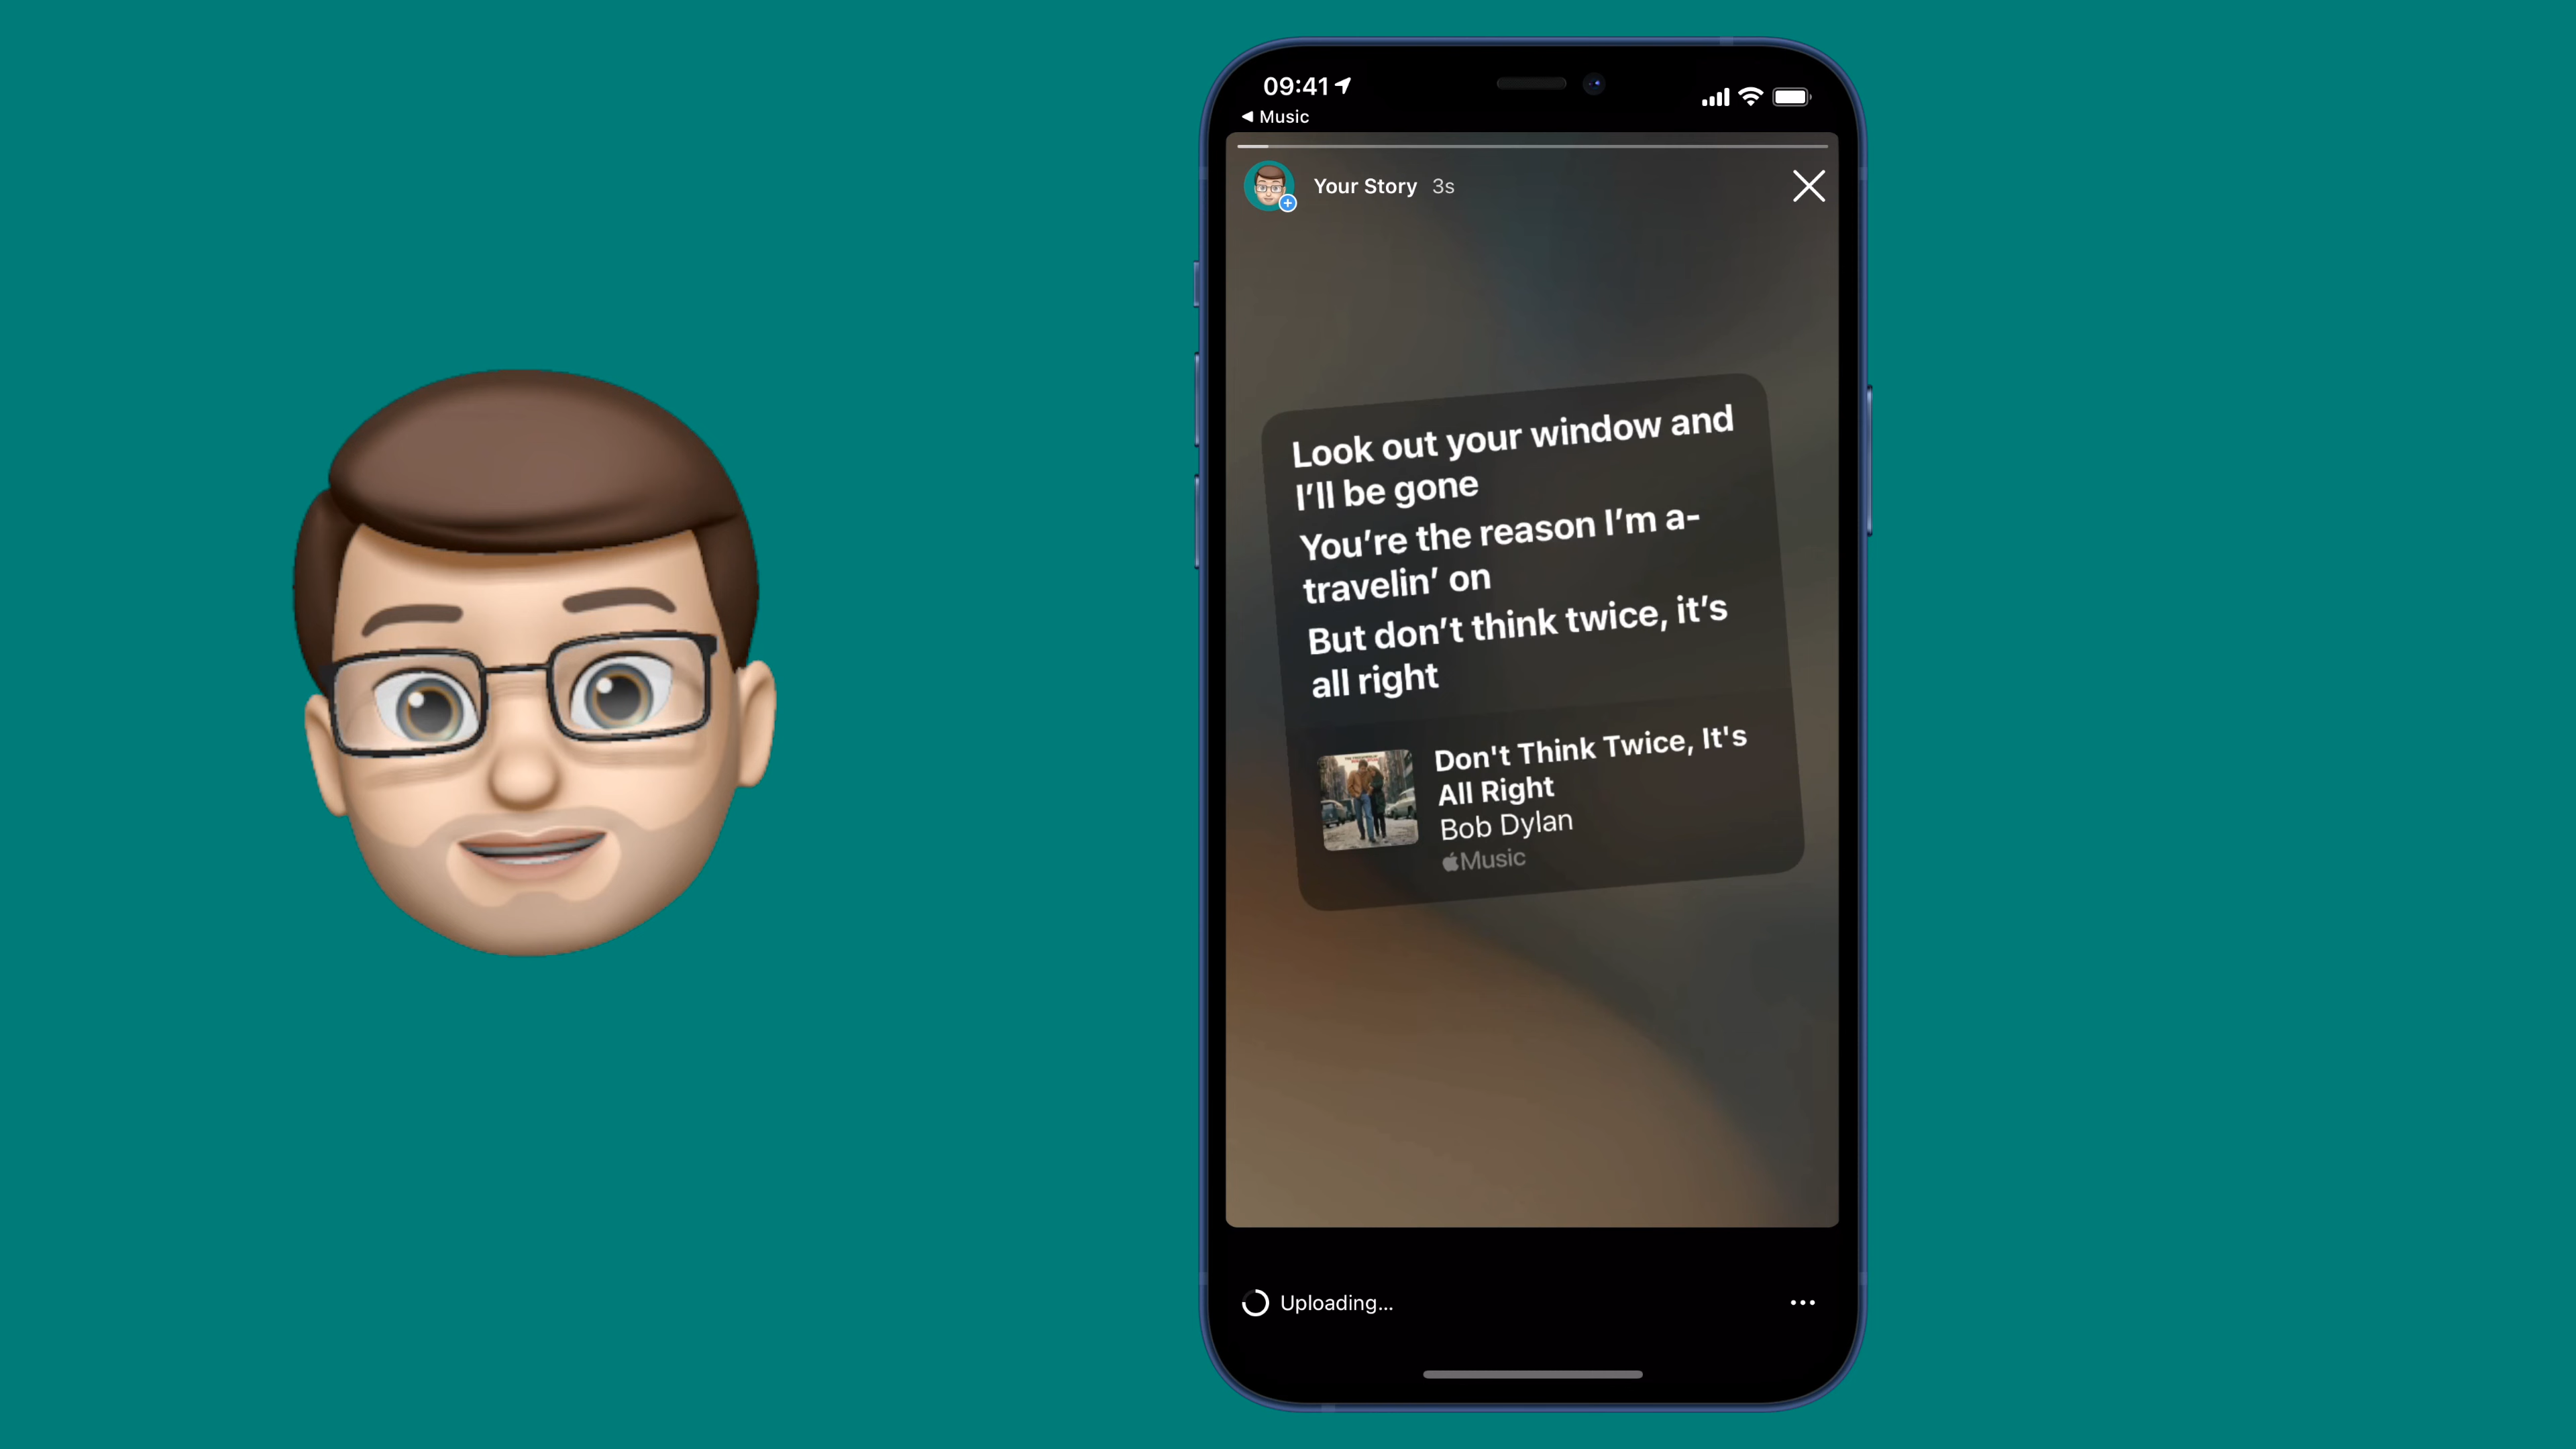 09:41
◀ Music
Your Story 3s
Look out your window and
I’ll be gone
You’re the reason I’m a-
travelin’ on
But don’t think twice, it’s
all right
Don't Think Twice, It's
All Right
Bob Dylan
Music
Uploading...